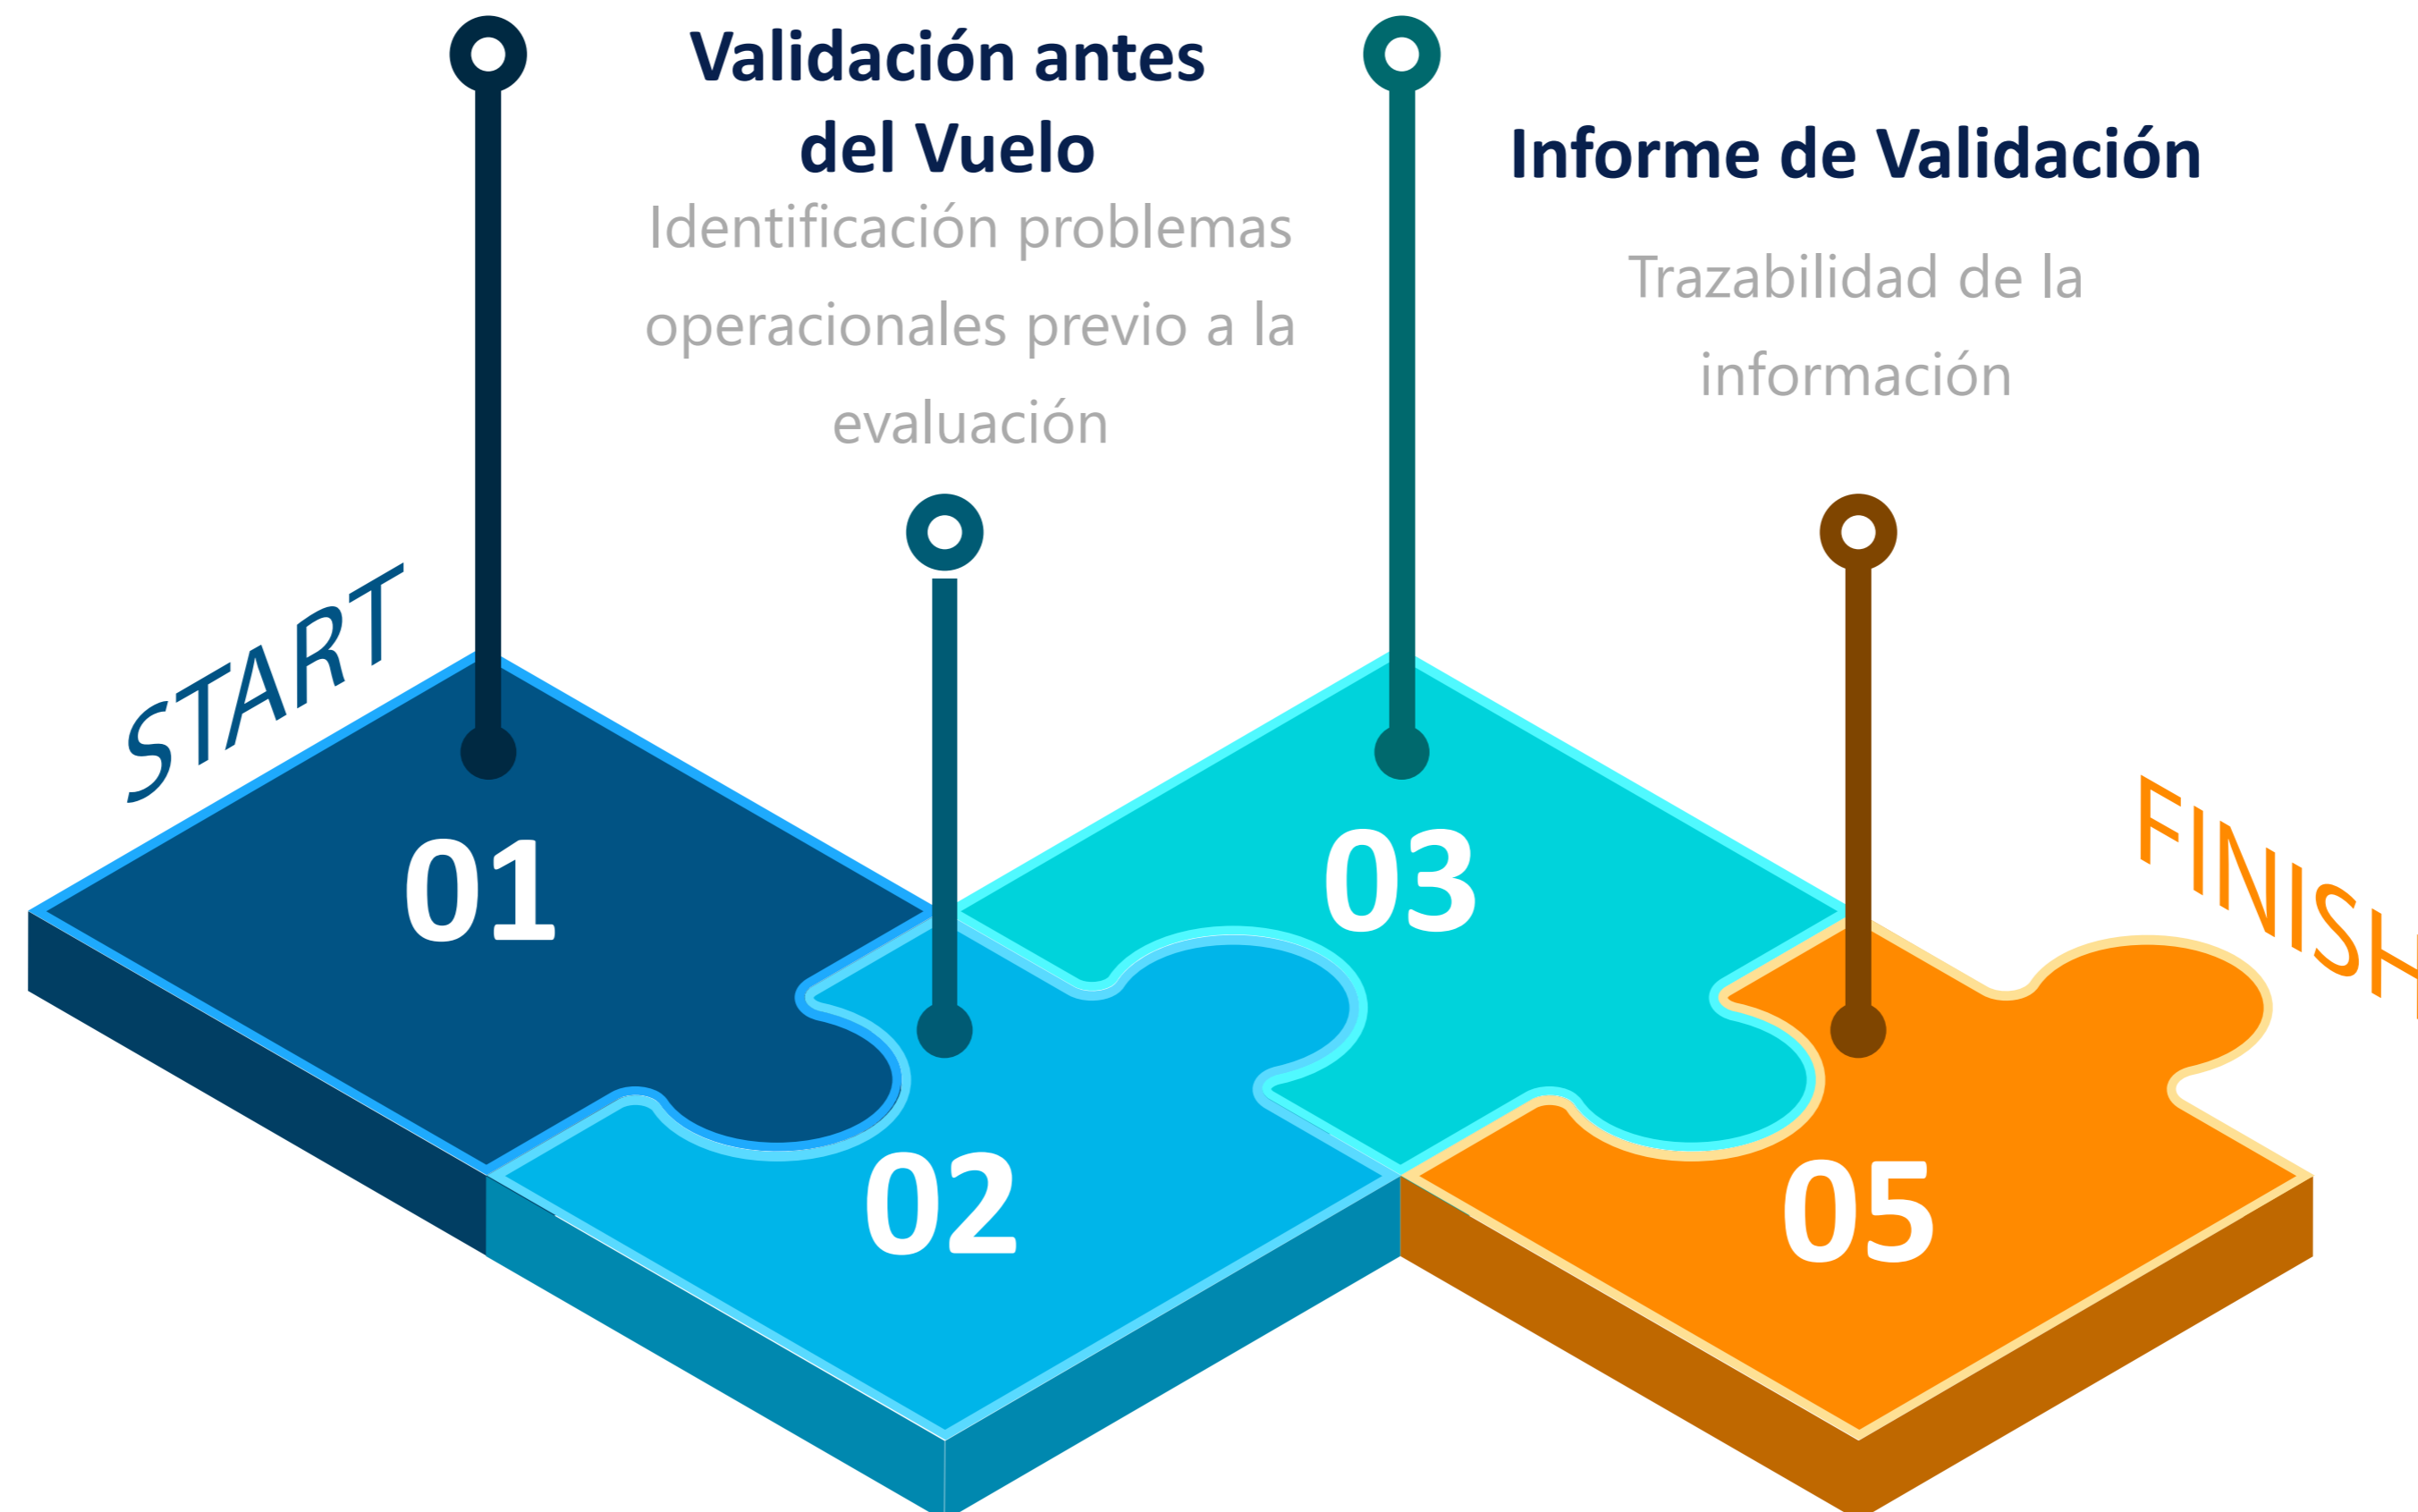 Validación antes
del Vuelo
Identificación problemas
operacionales previo a la
evaluación
Informe de Validación
Trazabilidad de la
información
START
FINISH
01
03
02
05